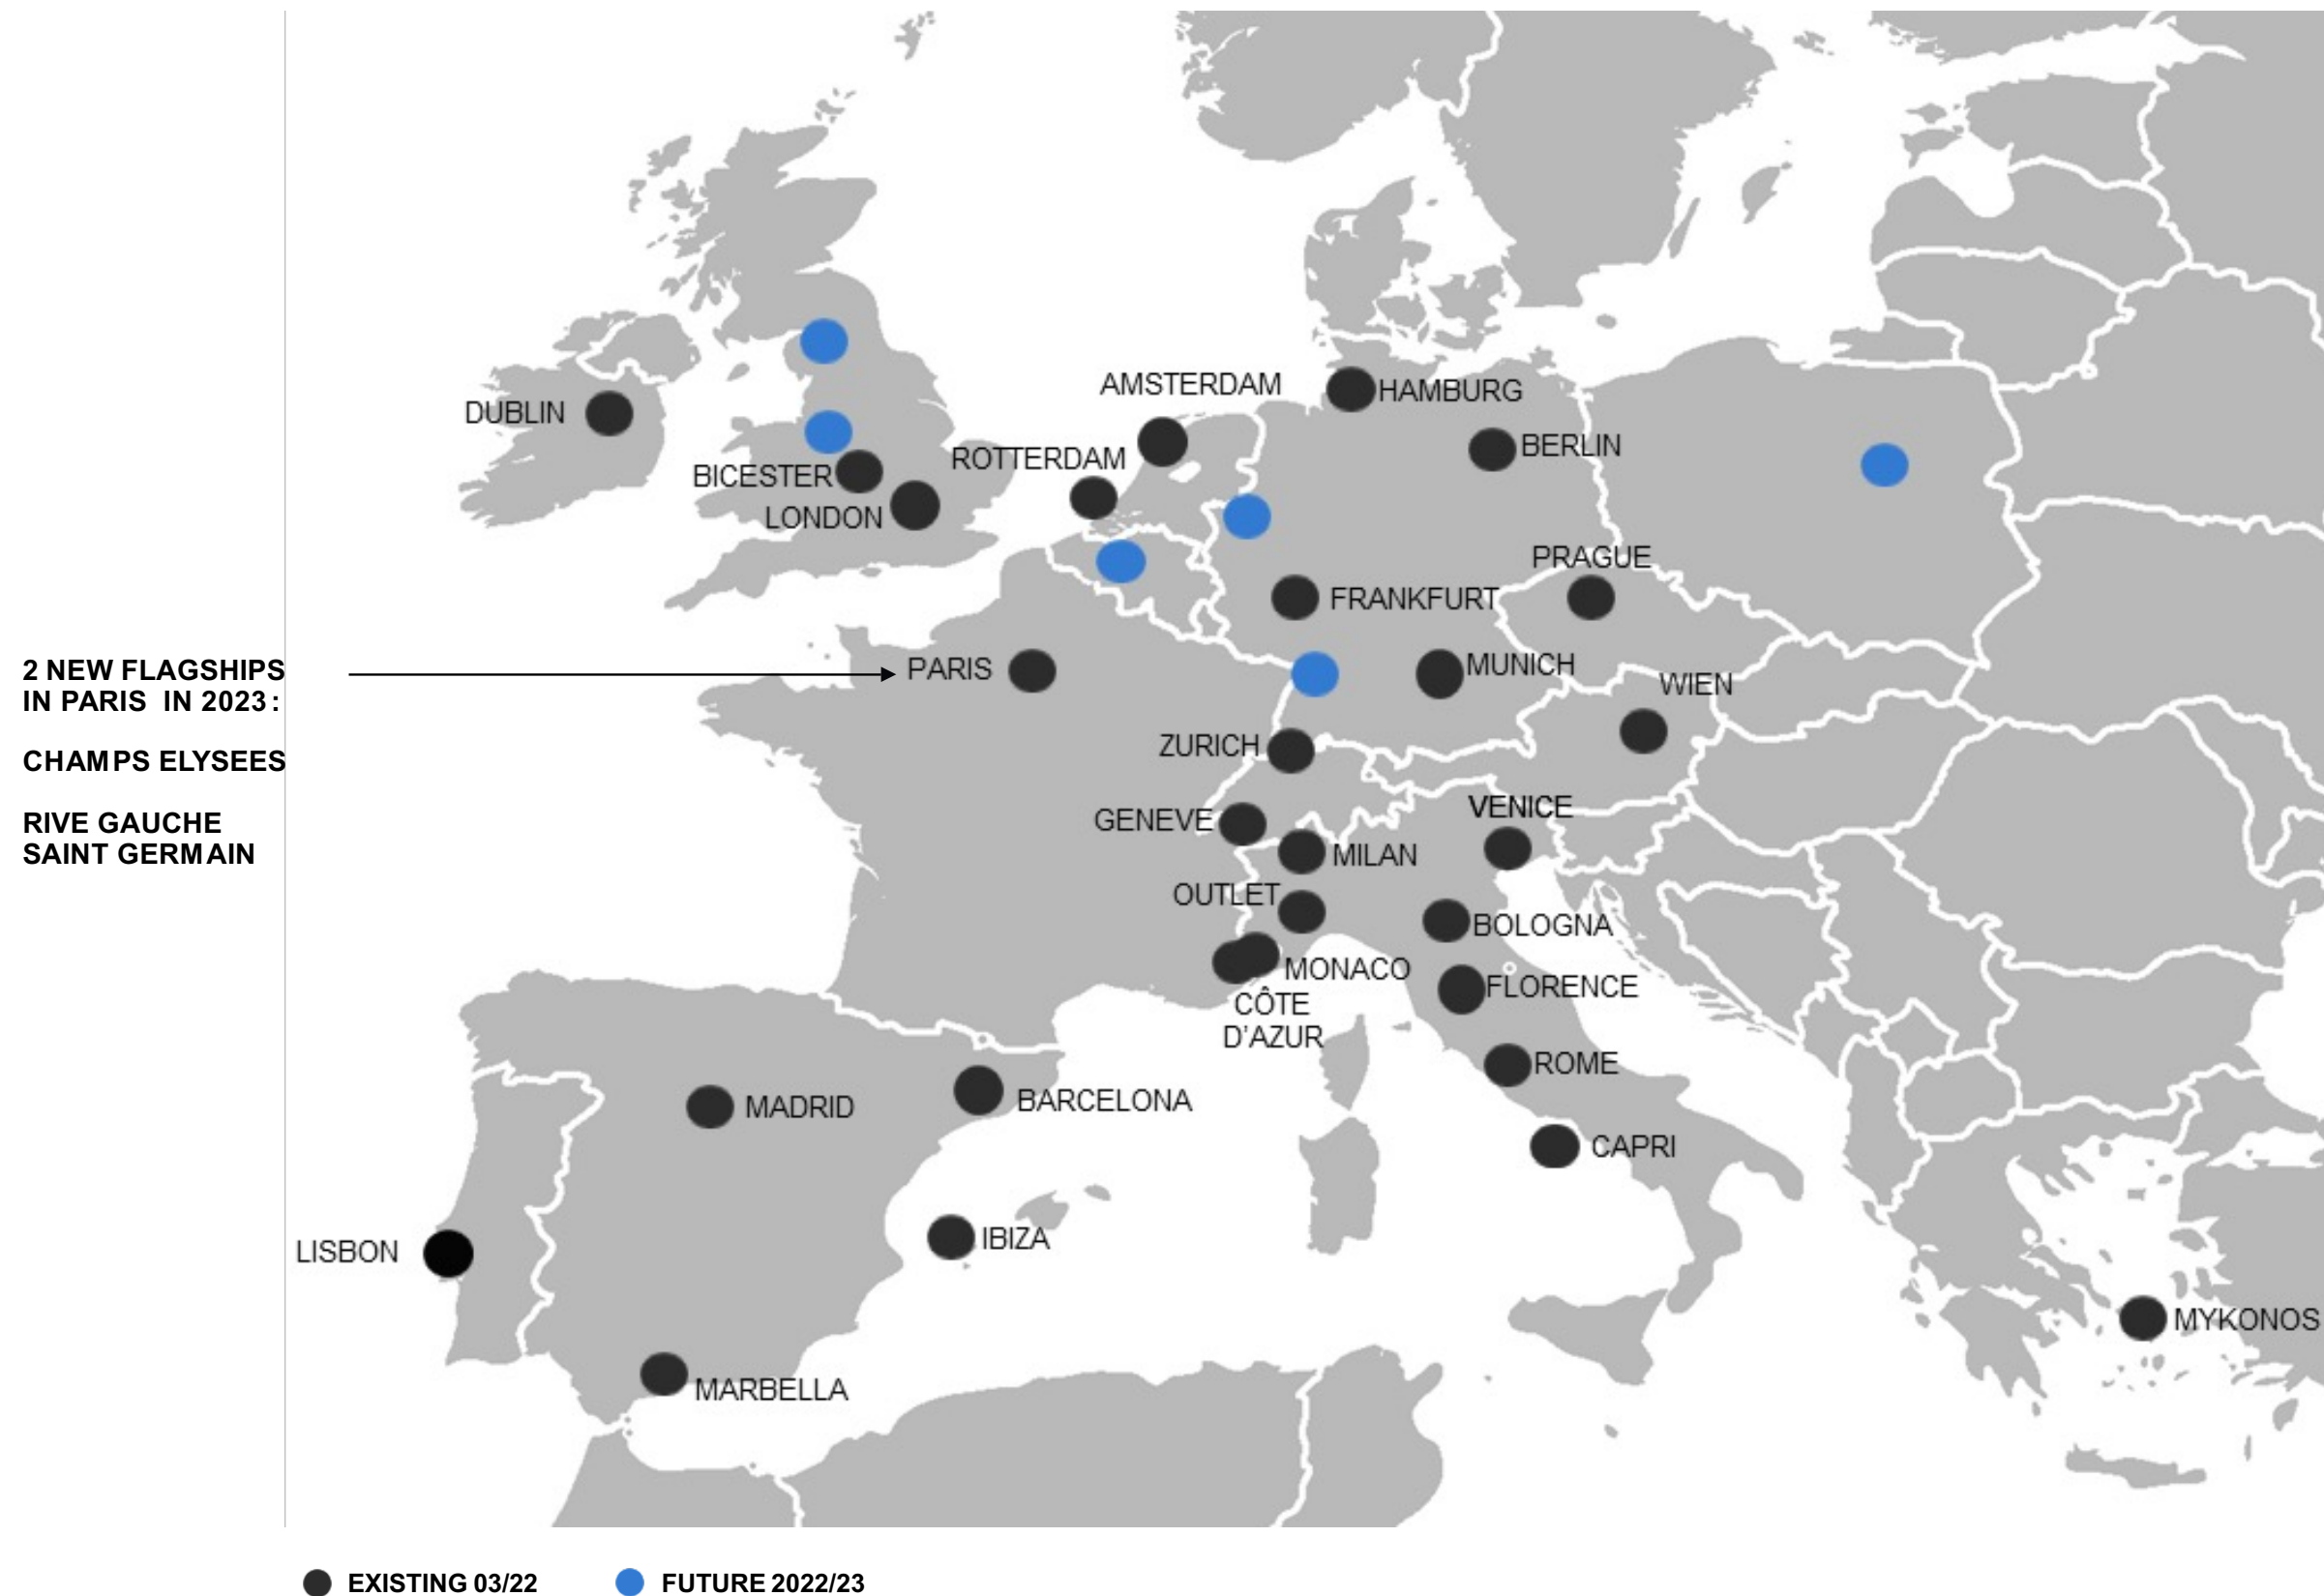 AMSTERDAM
HAMBURG
DUBLIN
BERLIN
ROTTERDAM
BICESTER
LONDON
PRAGUE
FRANKFURT
2 NEW FLAGSHIPS
IN PARIS IN 2023:
CHAMPS ELYSEES
RIVE GAUCHE
SAINT GERMAIN
PARIS
MUNICH
WIEN
ZURICH
VENICE
GENEVE
MILAN
OUTLET
BOLOGNA
MONACO
FLORENCE
CÔTE
D'AZUR
ROME
MADRID
BARCELONA
CAPRI
LISBON
IBIZA
MYKONOS
MARBELLA
EXISTING 03/22
FUTURE 2022/23